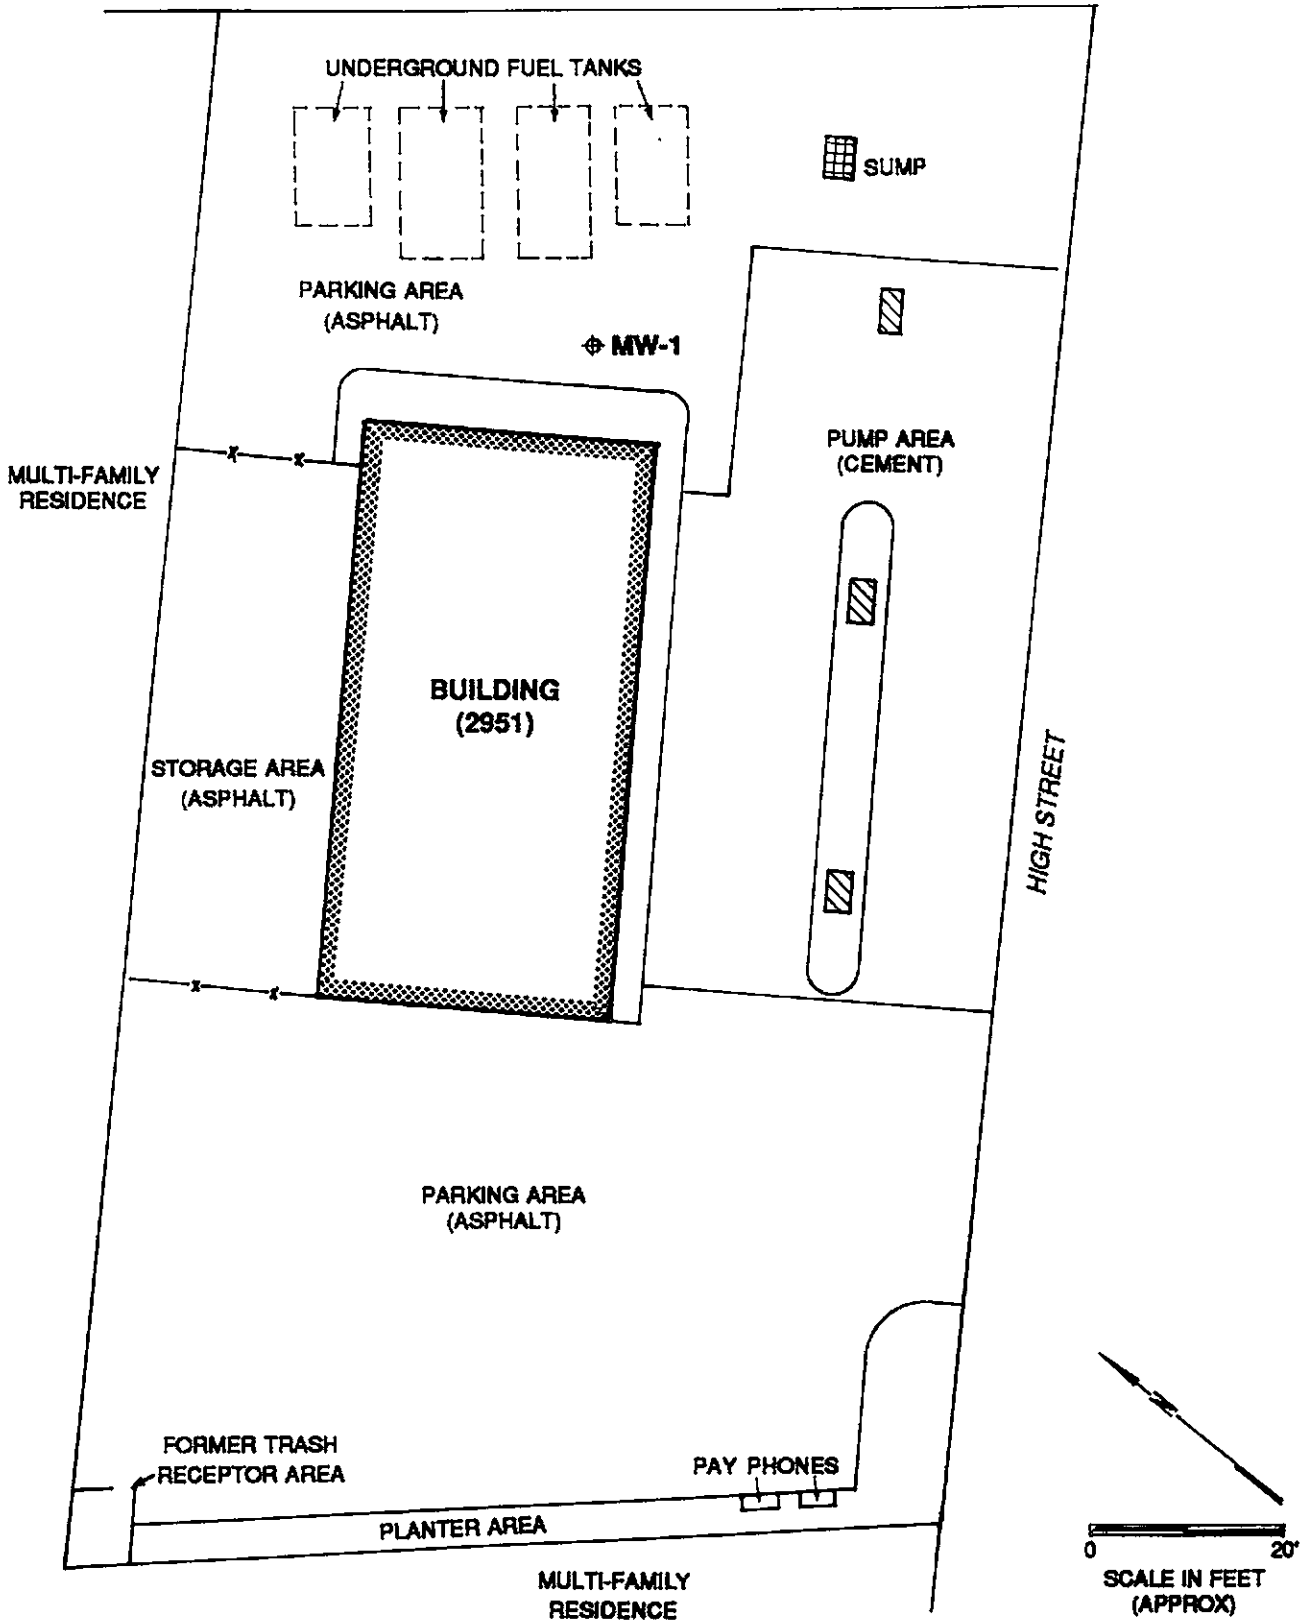 UNDERGROUND FUEL TANKS
SUMP
PARKING AREA
(ASPHALT)
MW-1
PUMP AREA
(CEMENT)
MULTI-FAMILY
RESIDENCE
x x
BUILDING
(2951)
STORAGE AREA
(ASPHALT)
HIGH STREET
x x
PARKING AREA
(ASPHALT)
N
FORMER TRASH
RECEPTOR AREA
PAY PHONES
PLANTER AREA
0 20'
SCALE IN FEET
(APPROX)
MULTI-FAMILY
RESIDENCE